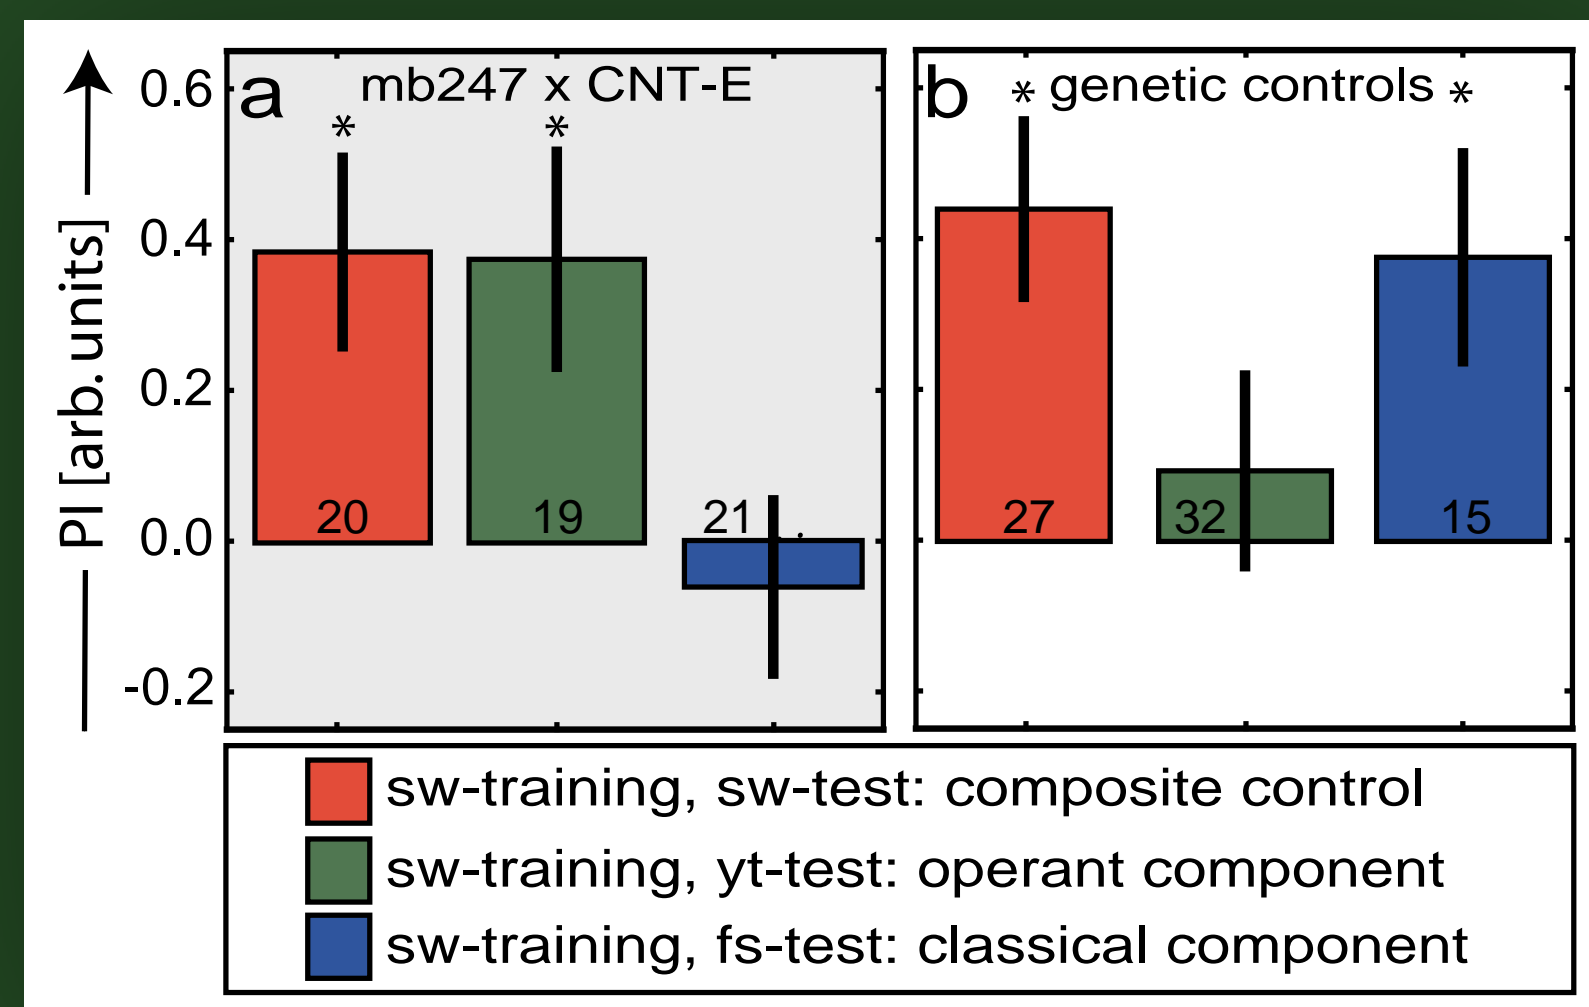 PI [arb. units]
0.6
0.4
0.2
0.0
-0.2
a
mb247 x CNT-E
*
*
20
19
21
b
* genetic controls *
27
32
15
sw-training, sw-test: composite control
sw-training, yt-test: operant component
sw-training, fs-test: classical component